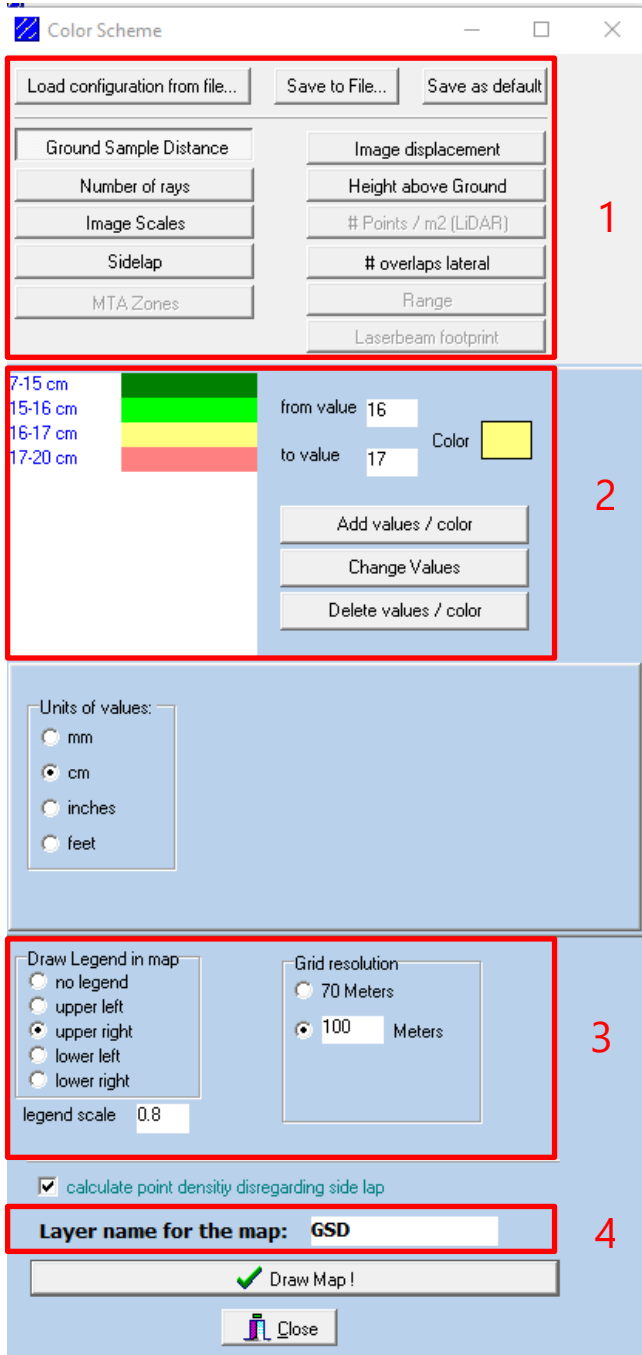 Color Scheme
Load configuration from file... Save to File... Save as default
Ground Sample Distance Image displacement
Number of rays Height above Ground
1
Image Scales # Points / m2 (LiDAR)
Sidelap # overlaps lateral
MTA Zones Range
Laserbeam footprint
7-15 cm
15-16 cm from value 16
16-17 cm Color
17-20 cm to value 17
2
Add values / color
Change Values
Delete values / color
Units of values:
mm
cm
inches
feet
Draw Legend in map Grid resolution
no legend 70 Meters
upper left
upper right 100 Meters
3
lower left
lower right
legend scale 0.8
calculate point densitiy disregarding side lap
Layer name for the map: GSD 4
Draw Map !
Close